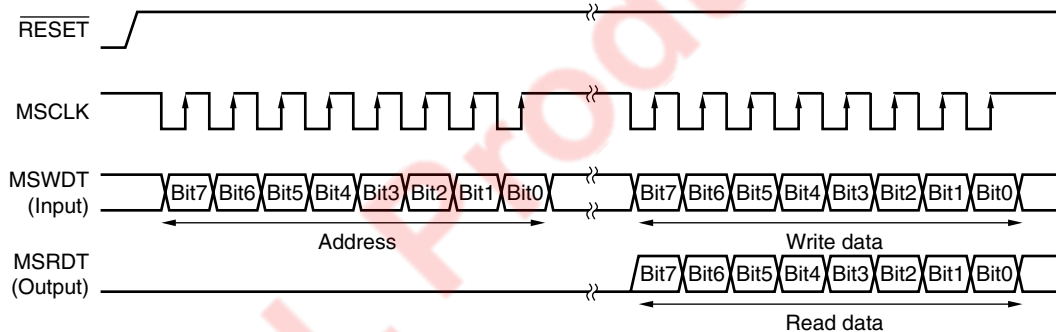 RESET
MSCLK
MSWDT
(Input)
Bit7 Bit6 Bit5 Bit4 Bit3 Bit2 Bit1 Bit0 Bit7 Bit6 Bit5 Bit4 Bit3 Bit2 Bit1 Bit0
Address Write data
MSRDT
(Output)
Bit7 Bit6 Bit5 Bit4 Bit3 Bit2 Bit1 Bit0
Read data